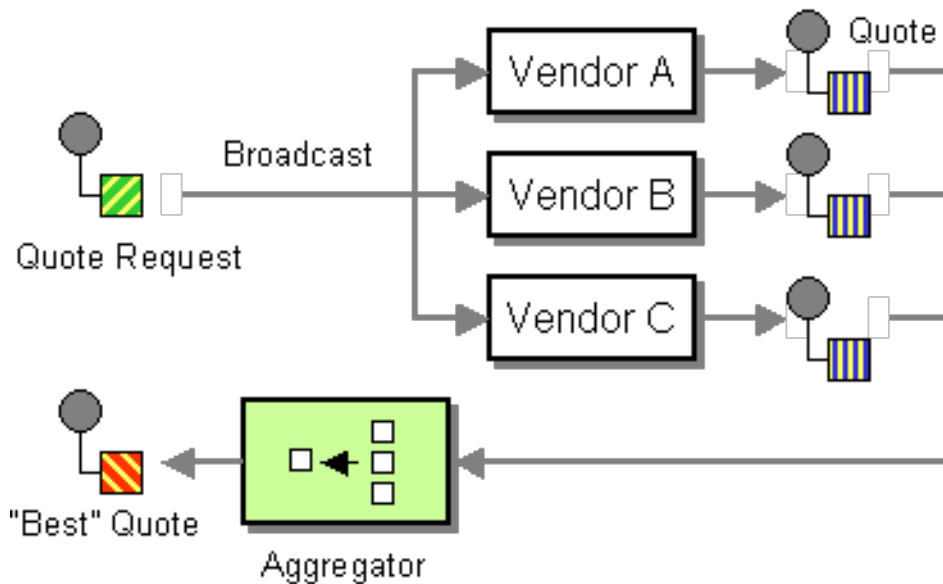 Quote
Vendor A
Broadcast
Vendor B
Quote Request
Vendor C
"Best" Quote
Aggregator